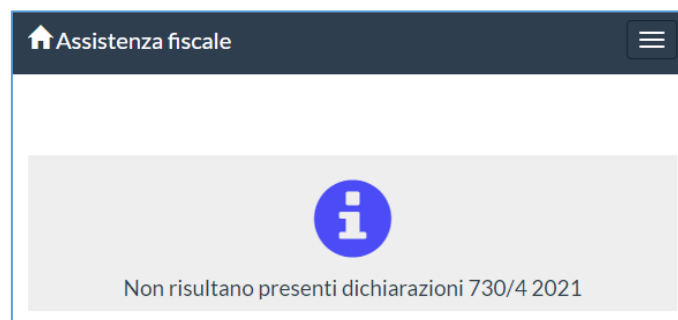 Assistenza fiscale
Non risultano presenti dichiarazioni 730/4 2021